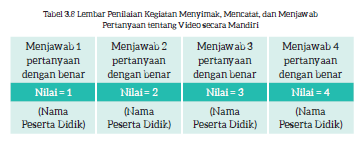 Tabel 3.8 Lembar Penilaian Kegiatan Menyimak, Mencatat, dan Menjawab
Pertanyaan tentang Video secara Mandiri
Menjawab 1 pertanyaan dengan benar
Menjawab 2 pertanyaan dengan benar
Menjawab 3 pertanyaan dengan benar
Menjawab 4 pertanyaan dengan benar
Nilai = 1
Nilai = 2
Nilai = 3
Nilai = 4
(Nama Peserta Didik)
(Nama Peserta Didik)
(Nama Peserta Didik)
(Nama Peserta Didik)